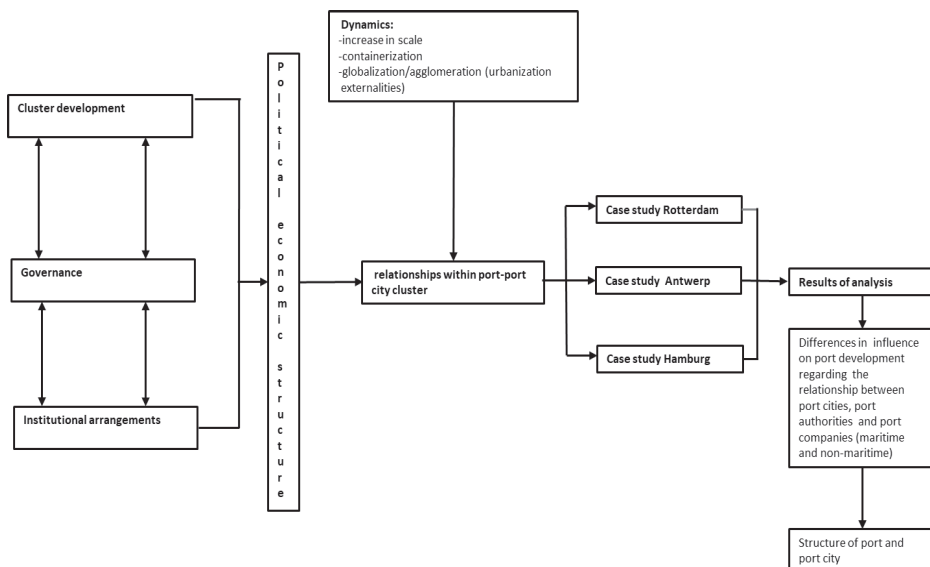 Dynamics:
-increase in scale
-containerization
-globalization/agglomeration (urbanization
externalities)
Cluster development
Governance
Institutional arrangements
Political economic structure
relationships within port-port
city cluster
Case study Rotterdam
Case study Antwerp
Case study Hamburg
Results of analysis
Differences in influence
on port development
regarding the
relationship between
port cities, port
authorities and port
companies (maritime
and non-maritime)
Structure of port and
port city